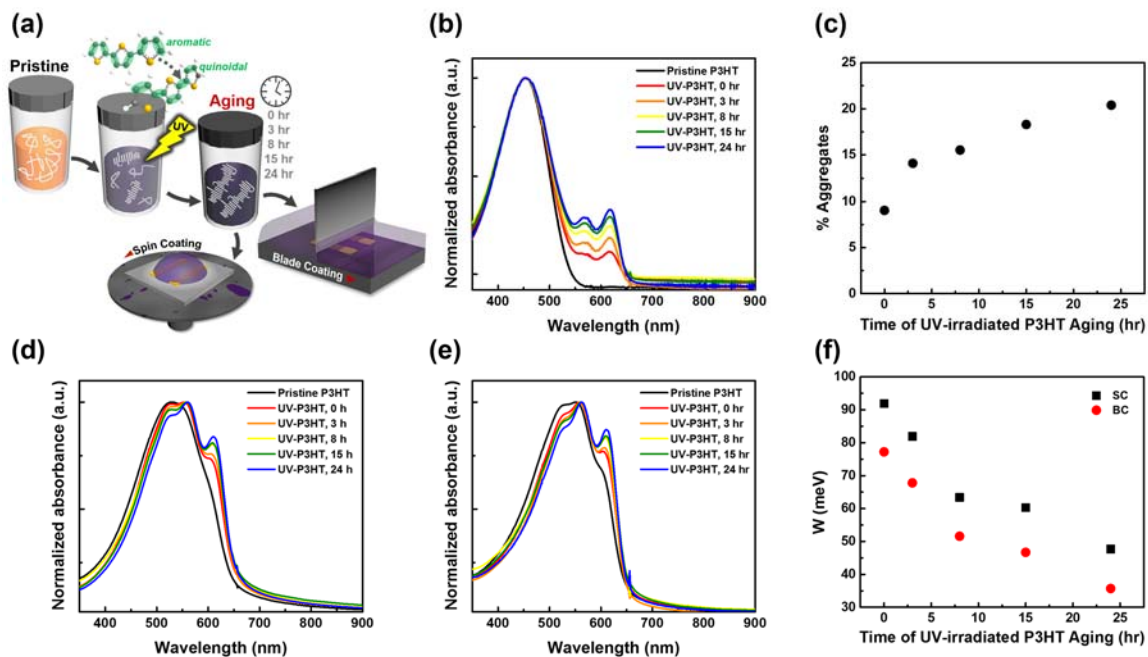 (a)
aromatic
quinoidal
Pristine
UV
Aging
0 hr
3 hr
8 hr
15 hr
24 hr
Spin Coating
Blade Coating
(b)
Normalized absorbance (a.u.)
Pristine P3HT
UV-P3HT, 0 hr
UV-P3HT, 3 hr
UV-P3HT, 8 hr
UV-P3HT, 15 hr
UV-P3HT, 24 hr
400 500 600 700 800 900
Wavelength (nm)
(c)
% Aggregates
25
20
15
10
5
0
0 5 10 15 20 25
Time of UV-irradiated P3HT Aging (hr)
(d)
Normalized absorbance (a.u.)
Pristine P3HT
UV-P3HT, 0 h
UV-P3HT, 3 h
UV-P3HT, 8 h
UV-P3HT, 15 h
UV-P3HT, 24 h
400 500 600 700 800 900
Wavelength (nm)
(e)
Normalized absorbance (a.u.)
Pristine P3HT
UV-P3HT, 0 hr
UV-P3HT, 3 hr
UV-P3HT, 8 hr
UV-P3HT, 15 hr
UV-P3HT, 24 hr
400 500 600 700 800 900
Wavelength (nm)
(f)
W (meV)
100
90
80
70
60
50
40
30
SC
BC
0 5 10 15 20 25
Time of UV-irradiated P3HT Aging (hr)